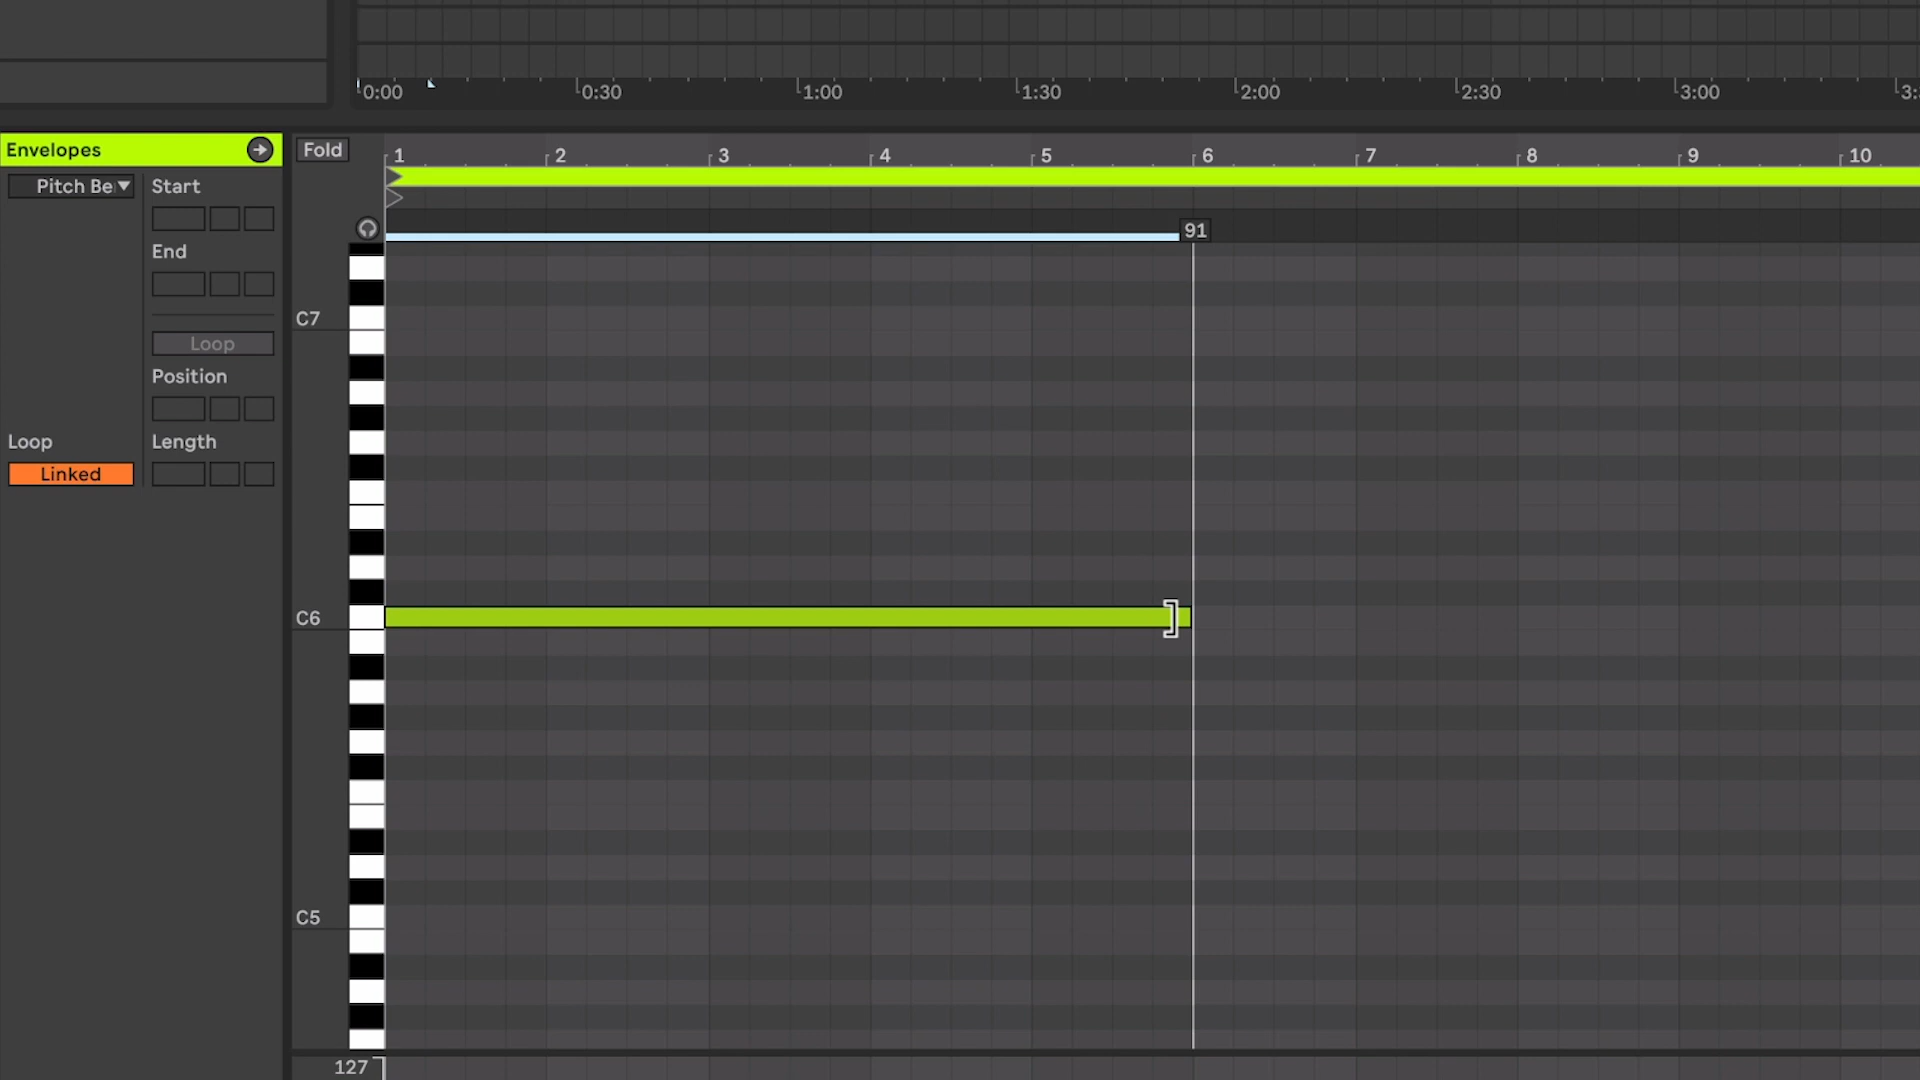 0:00 0:30 1:00 1:30 2:00 2:30 3:00 3:
Envelopes Fold 1 2 3 4 5 6 7 8 9 10
Pitch Be Start
91
End
C7
Loop
Position
Loop Length
Linked
C6
C5
127